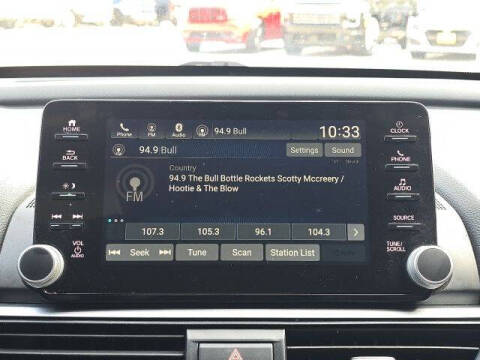 Phone FM Audio FM 94.9 Bull 10:33
HOME
BACK
VOL
AUDIO
FM 94.9 Bull Settings Sound
Country
94.9 The Bull Bottle Rockets Scotty Mccreery /
Hootie & The Blow
FM
107.3 105.3 96.1 104.3
Seek Tune Scan Station List
CLOCK
PHONE
AUDIO
SOURCE
TUNE/
SCROLL